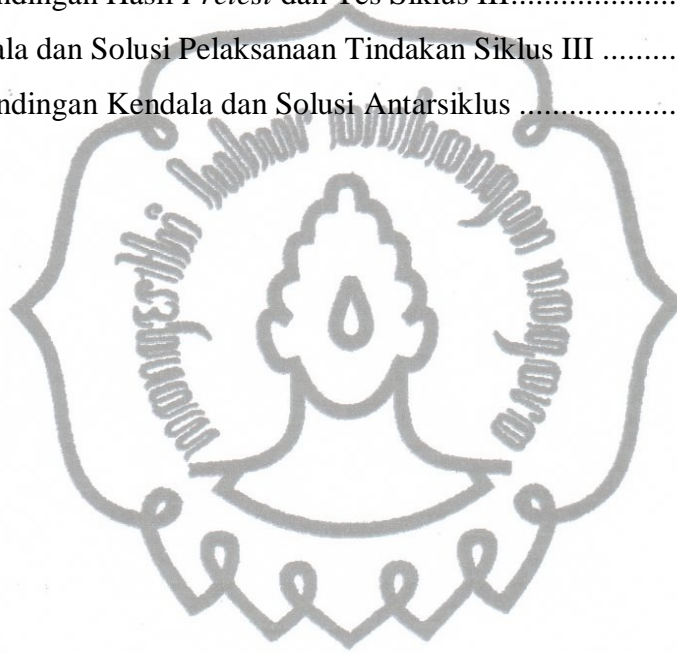 ndingan Hasil Pretest dan Tes Siklus III.....................
ala dan Solusi Pelaksanaan Tindakan Siklus III .........
ndingan Kendala dan Solusi Antarsiklus ...................